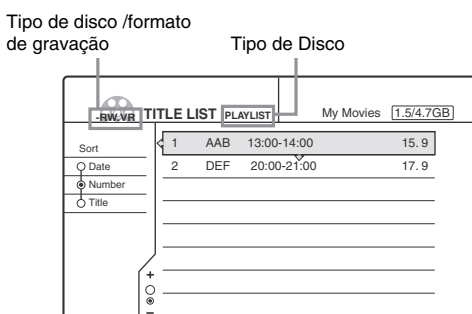 Tipo de disco /formato
de gravação
Tipo de Disco
-RW.VR TITLE LIST PLAYLIST My Movies 1.5/4.7GB
Sort
Date
Number
Title
1 AAB 13:00-14:00 15. 9
2 DEF 20:00-21:00 17. 9
+
–